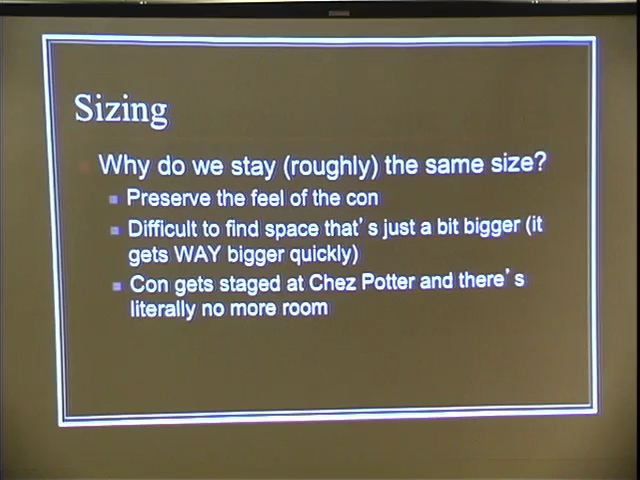 Sizing
Why do we stay (roughly) the same size?
Preserve the feel of the con
Difficult to find space that's just a bit bigger (it
gets WAY bigger quickly)
Con gets staged at Chez Potter and there's
literally no more room